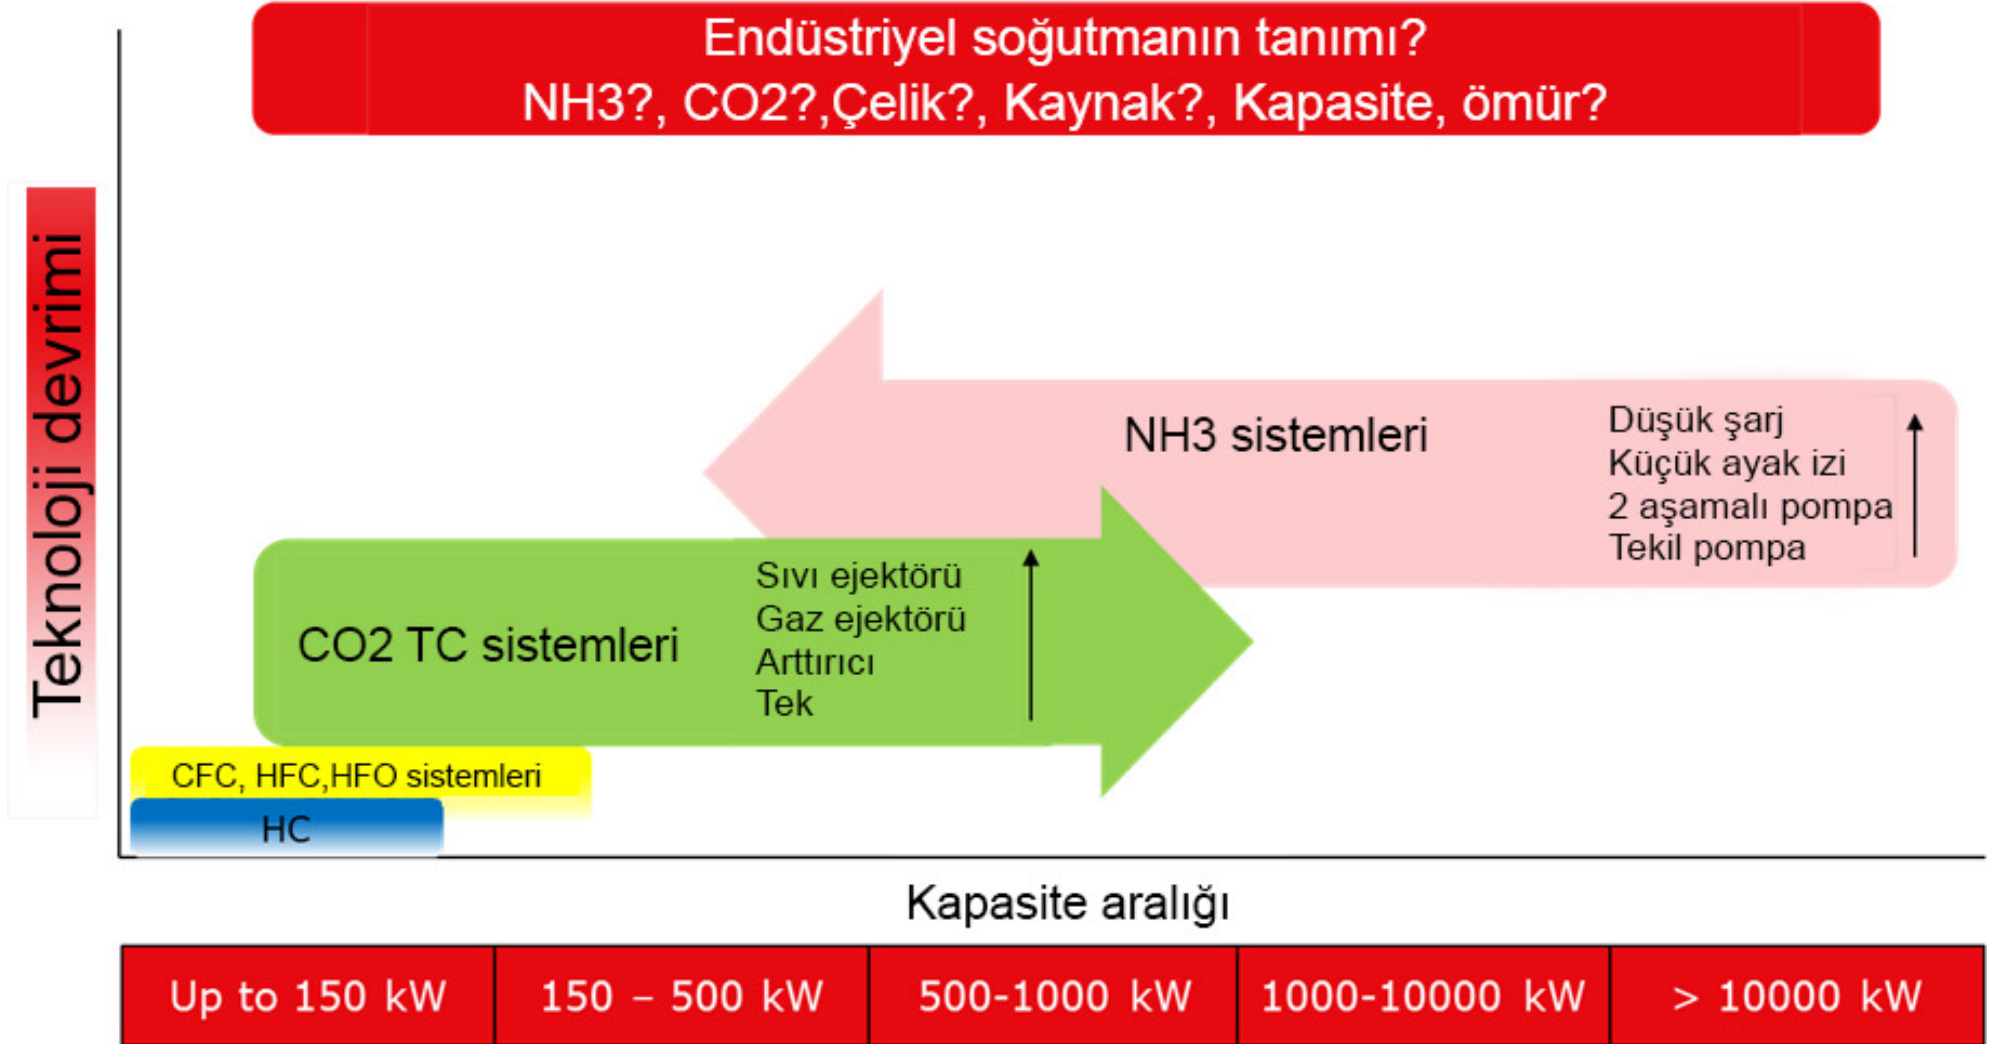 Endüstriyel soğutmanın tanımı?
NH3?, CO2?,Çelik?, Kaynak?, Kapasite, ömür?
Teknoloji devrimi
NH3 sistemleri
Düşük şarj
Küçük ayak izi
2 aşamalı pompa
Tekil pompa
CO2 TC sistemleri
Sıvı ejektörü
Gaz ejektörü
Arttırıcı
Tek
CFC, HFC,HFO sistemleri
HC
Kapasite aralığı
Up to 150 kW
150 – 500 kW
500-1000 kW
1000-10000 kW
> 10000 kW